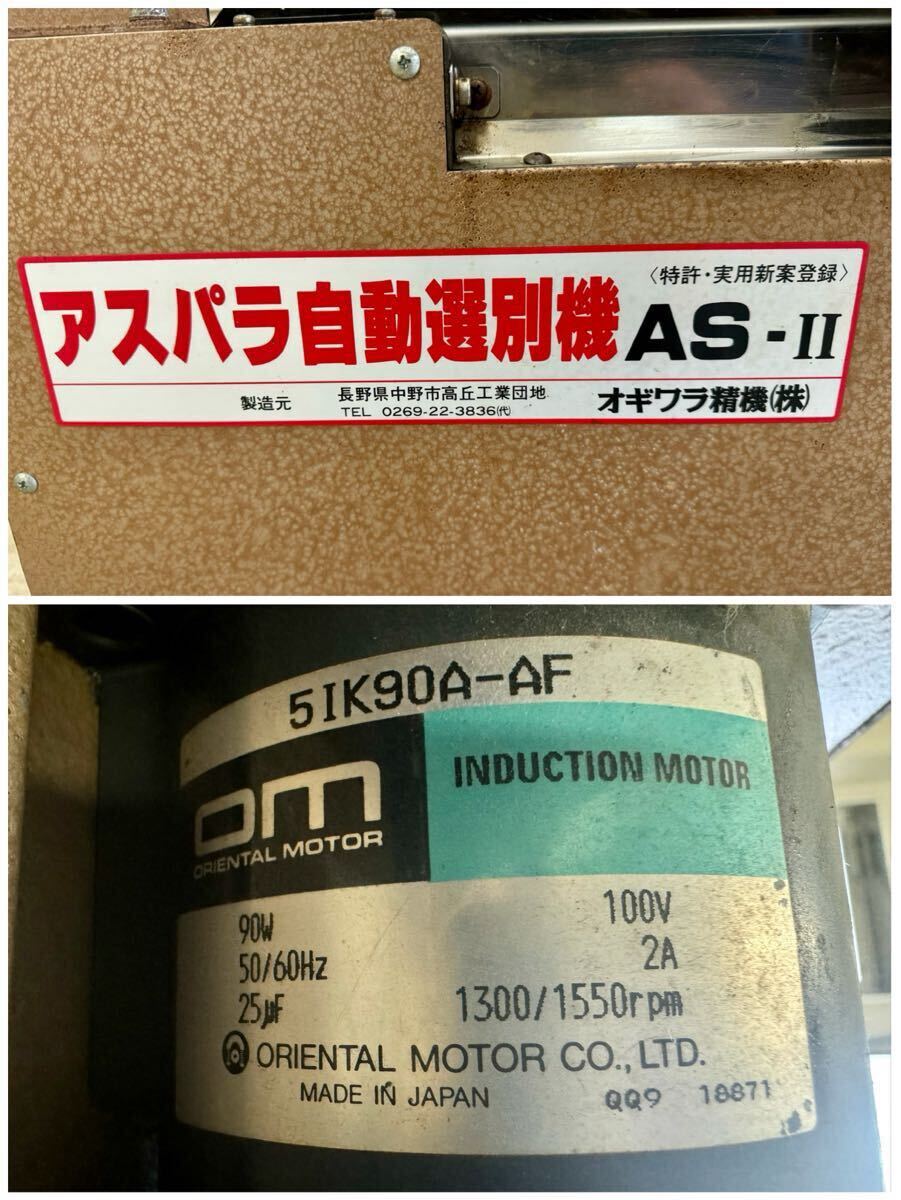 〈特許・実用新案登録〉
アスパラ自動選別機 AS-II
製造元 長野県中野市高丘工業団地 オギワラ精機(株)
TEL 0269-22-3836(代)
5IK90A-AF
om INDUCTION MOTOR
ORIENTAL MOTOR
90W 100V
50/60Hz 2A
25μF 1300/1550rpm
ORIENTAL MOTOR CO., LTD.
MADE IN JAPAN QQ9 18871